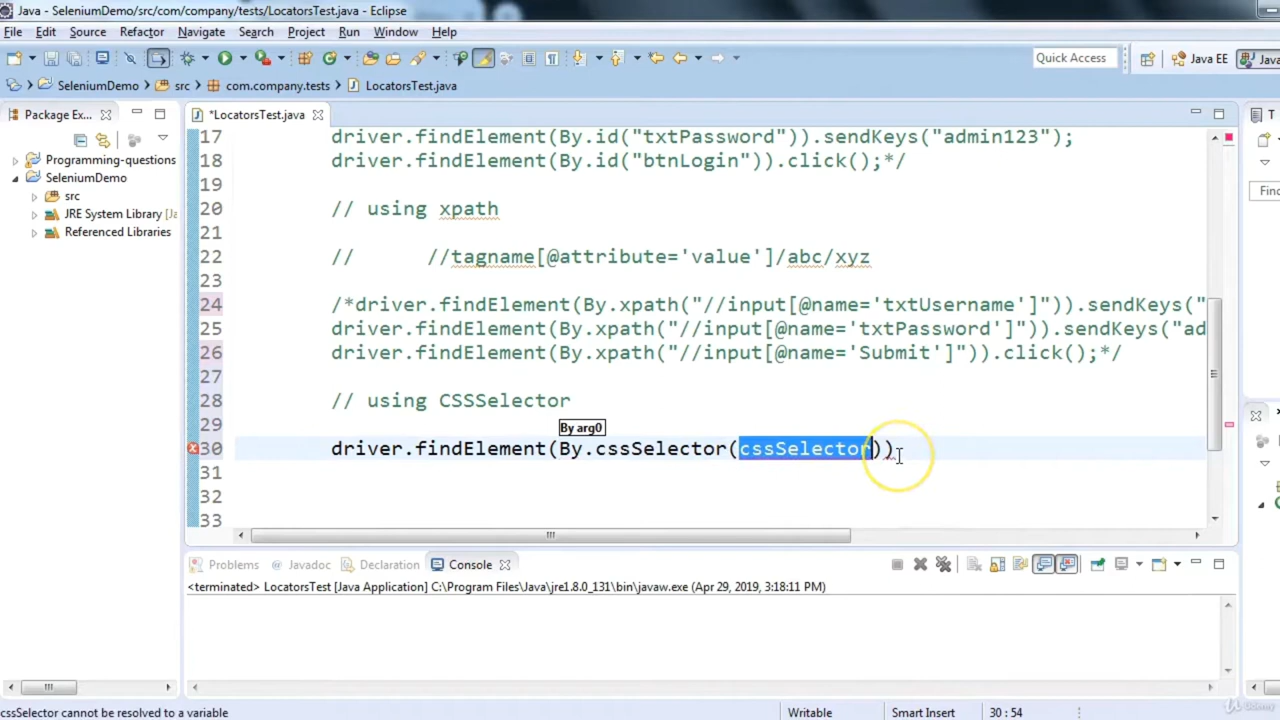 Java - SeleniumDemo/src/com/company/tests/LocatorsTest.java - Eclipse
File Edit Source Refactor Navigate Search Project Run Window Help
Quick Access
Java EE
Java
SeleniumDemo
src
com.company.tests
LocatorsTest.java
Package Ex...
Programming-questions
SeleniumDemo
src
JRE System Library [Ja
Referenced Libraries
*LocatorsTest.java
17 driver.findElement(By.id("txtPassword")).sendKeys("admin123");
18 driver.findElement(By.id("btnLogin")).click();*/
19
20 // using xpath
21
22 // //tagname[@attribute='value']/abc/xyz
23
24 /*driver.findElement(By.xpath("//input[@name='txtUsername']")).sendKeys("
25 driver.findElement(By.xpath("//input[@name='txtPassword']")).sendKeys("ad
26 driver.findElement(By.xpath("//input[@name='Submit']")).click();*/
27
28 // using CSSSelector
29
By arg0
30 driver.findElement(By.cssSelector(cssSelector))
31
32
33
T
Find
Problems Javadoc Declaration Console
<terminated> LocatorsTest [Java Application] C:\Program Files\Java\jre1.8.0_131\bin\javaw.exe (Apr 29, 2019, 3:18:11 PM)
cssSelector cannot be resolved to a variable
Writable
Smart Insert
30 : 54
Udemy